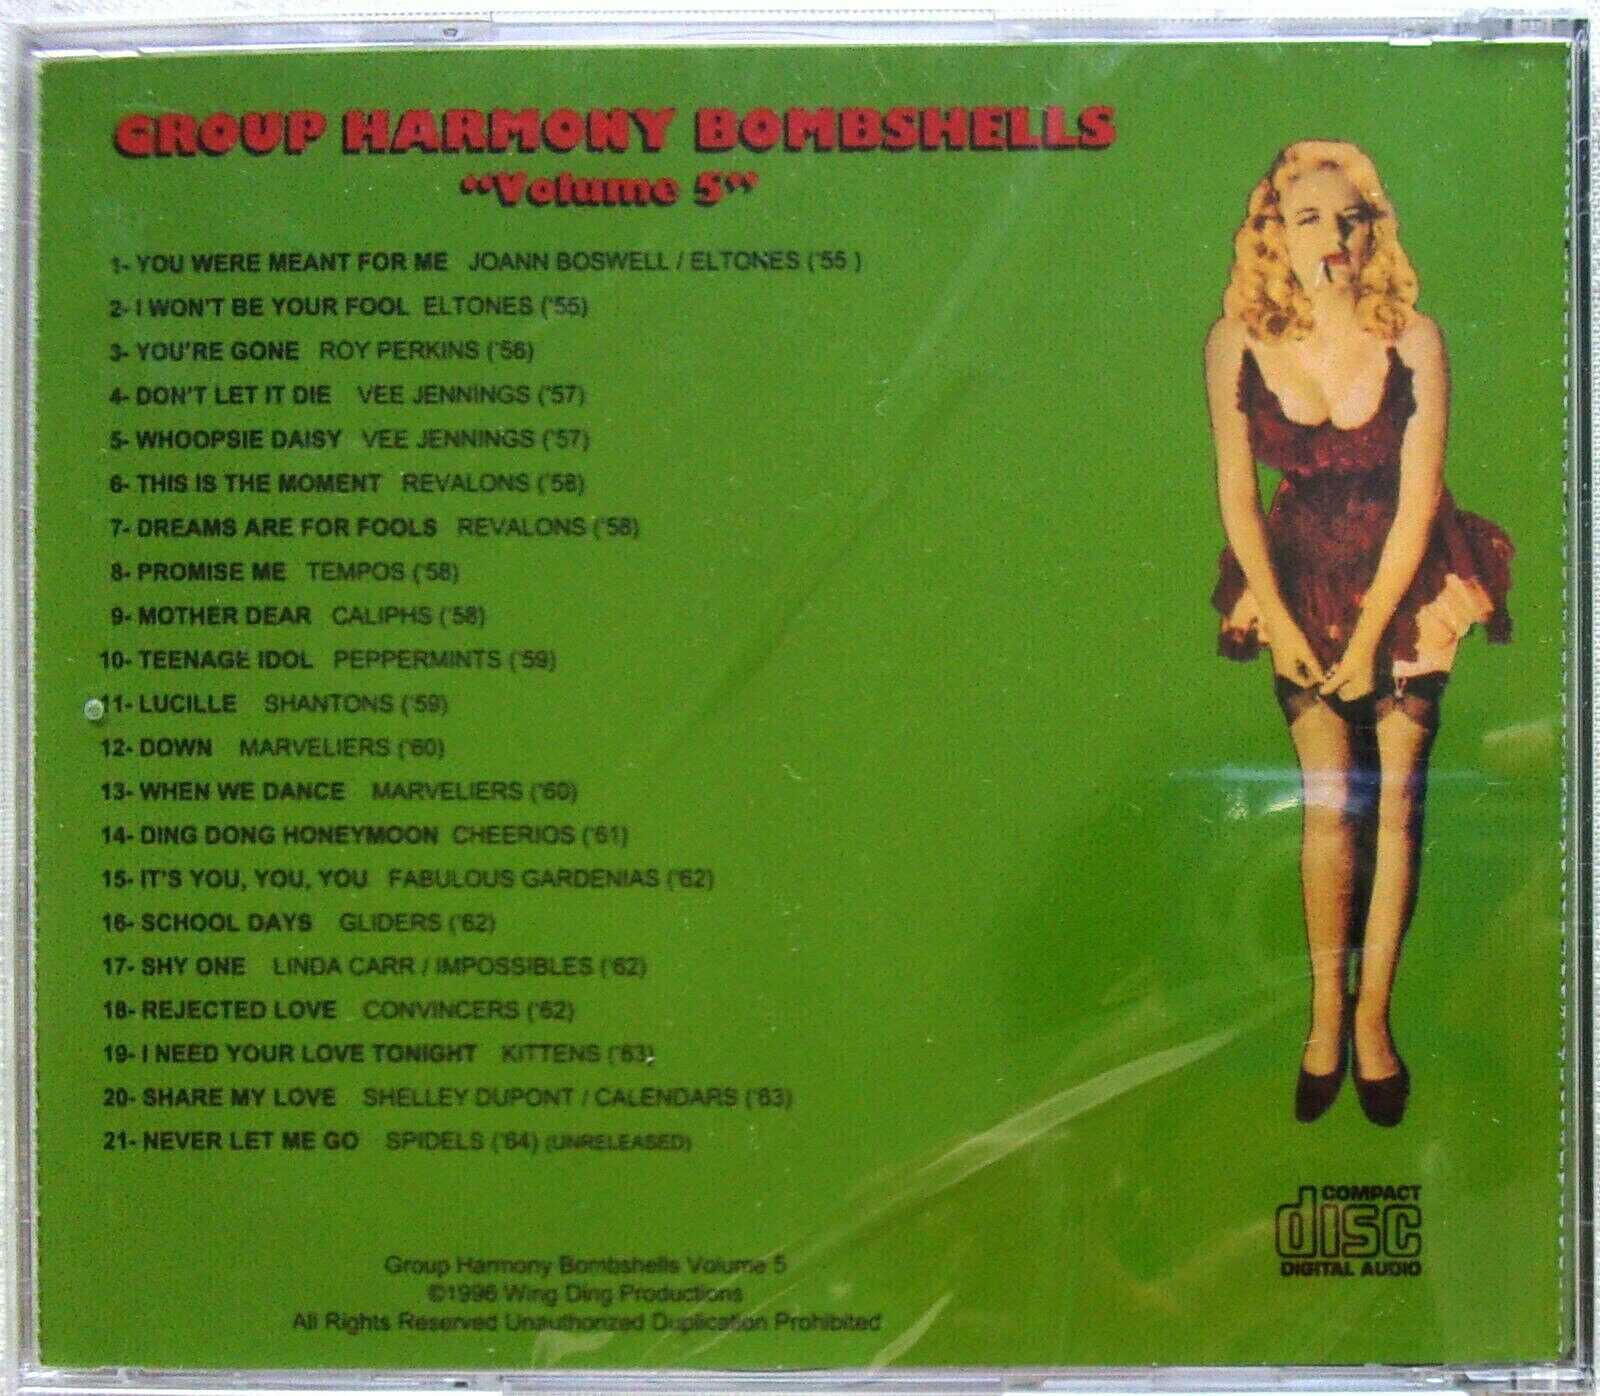 GROUP HARMONY BOMBSHELLS
"Volume 5"
1- YOU WERE MEANT FOR ME JOANN BOSWELL / ELTONES ('55 )
2- I WON'T BE YOUR FOOL ELTONES ('55)
3- YOU'RE GONE ROY PERKINS ('56)
4- DON'T LET IT DIE VEE JENNINGS ('57)
5- WHOOPSIE DAISY VEE JENNINGS ('57)
6- THIS IS THE MOMENT REVALONS ('58)
7- DREAMS ARE FOR FOOLS REVALONS ('58)
8- PROMISE ME TEMPOS ('58)
9- MOTHER DEAR CALIPHS ('58)
10- TEENAGE IDOL PEPPERMINTS ('59)
11- LUCILLE SHANTONS ('59)
12- DOWN MARVELIERS ('60)
13- WHEN WE DANCE MARVELIERS ('60)
14- DING DONG HONEYMOON CHEERIOS ('61)
15- IT'S YOU, YOU, YOU FABULOUS GARDENIAS ('62)
16- SCHOOL DAYS GLIDERS ('62)
17- SHY ONE LINDA CARR / IMPOSSIBLES ('62)
18- REJECTED LOVE CONVINCERS ('62)
19- I NEED YOUR LOVE TONIGHT KITTENS ('63)
20- SHARE MY LOVE SHELLEY DUPONT / CALENDARS ('63)
21- NEVER LET ME GO SPIDELS ('64) (UNRELEASED)
Group Harmony Bombshells Volume 5
©1996 Wing Ding Productions
All Rights Reserved Unauthorized Duplication Prohibited
COMPACT
disc
DIGITAL AUDIO